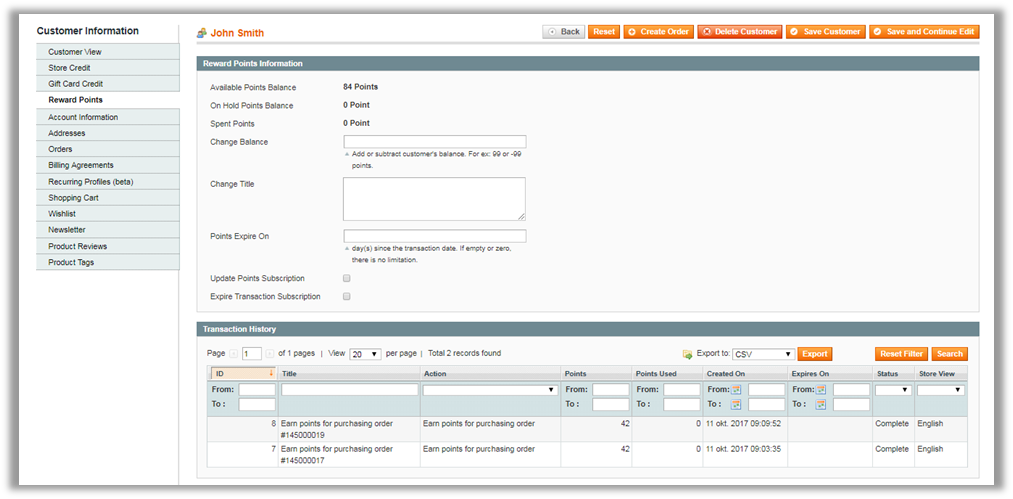 Customer Information
Customer View
Store Credit
Gift Card Credit
Reward Points
Account Information
Addresses
Orders
Billing Agreements
Recurring Profiles (beta)
Shopping Cart
Wishlist
Newsletter
Product Reviews
Product Tags
John Smith
Back Reset Create Order Delete Customer Save Customer Save and Continue Edit
Reward Points Information
Available Points Balance 84 Points
On Hold Points Balance 0 Point
Spent Points 0 Point
Change Balance
Add or subtract customer's balance. For ex: 99 or -99
points.
Change Title
Points Expire On
day(s) since the transaction date. If empty or zero,
there is no limitation.
Update Points Subscription
Expire Transaction Subscription
Transaction History
Page 1 of 1 pages | View 20 per page | Total 2 records found Export to: CSV Export Reset Filter Search
ID Title Action Points Points Used Created On Expires On Status Store View
From: From: From: From: From:
To : To : To : To : To :
8 Earn points for purchasing order Earn points for purchasing order 42 0 11 okt. 2017 09:09:52 Complete English
#145000019
7 Earn points for purchasing order Earn points for purchasing order 42 0 11 okt. 2017 09:03:35 Complete English
#145000017